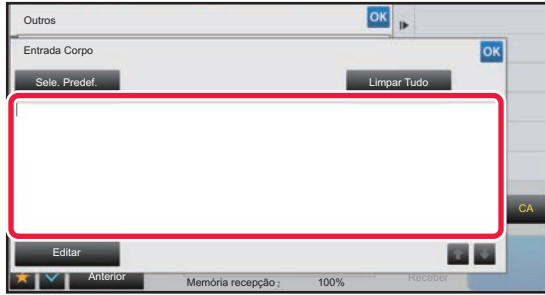 Outros OK
Entrada Corpo OK
Sele. Predef. Limpar Tudo
CA
Editar
Anterior Memória recepção : 100% Receber